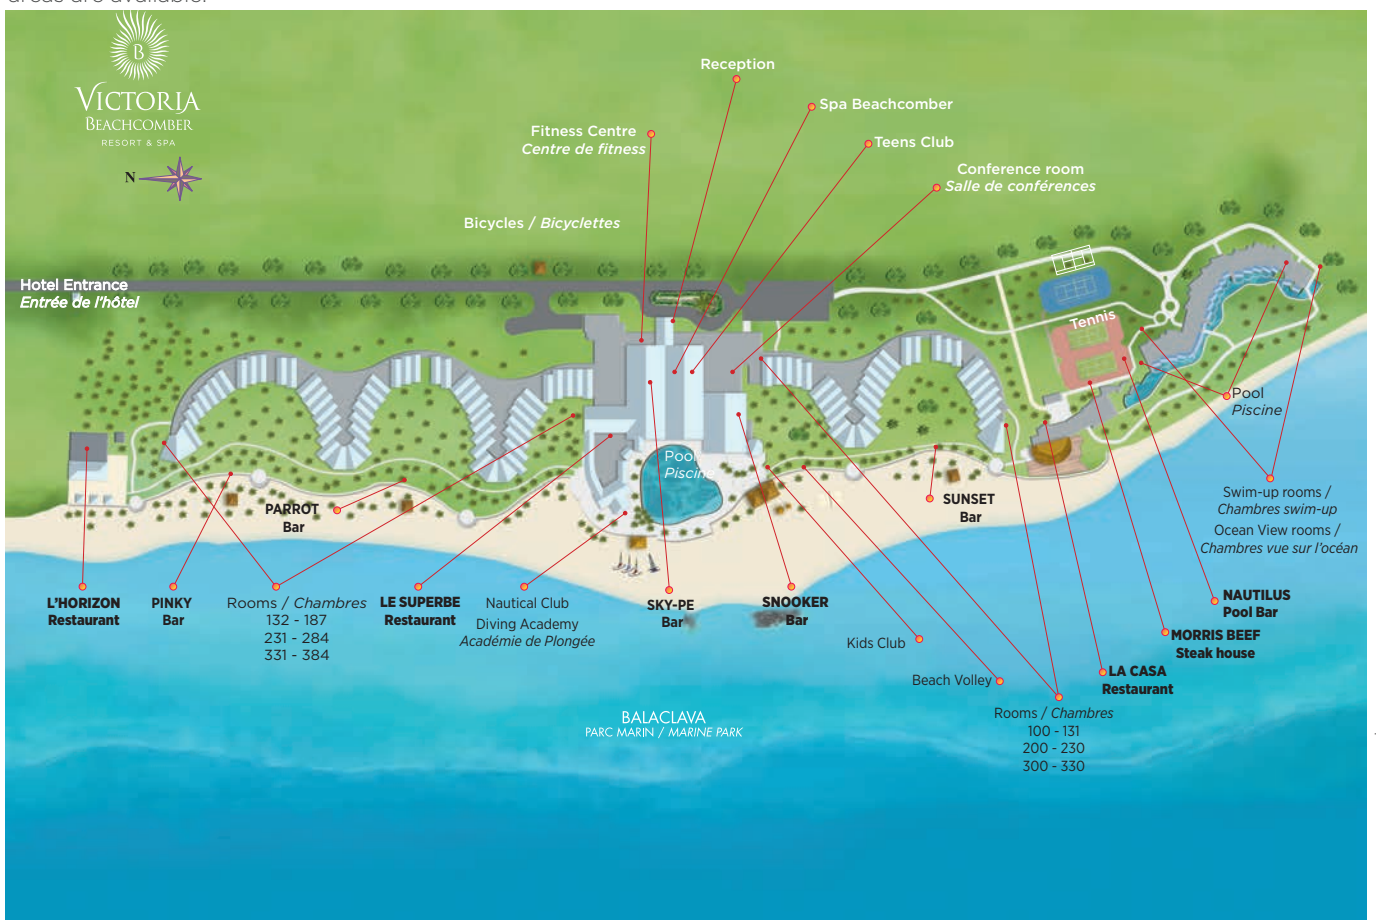 areas are available.
B
VICTORIA
BEACHCOMBER
RESORT & SPA
N
Reception
Spa Beachcomber
Fitness Centre
Centre de fitness
Teens Club
Conference room
Salle de conférences
Bicycles / Bicyclettes
Hotel Entrance
Entrée de l'hôtel
Tennis
Pool
Piscine
Pool
Piscine
Swim-up rooms /
Chambres swim-up
Ocean View rooms /
Chambres vue sur l'océan
PARROT
Bar
SUNSET
Bar
L'HORIZON
Restaurant
PINKY
Bar
Rooms / Chambres
132 - 187
231 - 284
331 - 384
LE SUPERBE
Restaurant
Nautical Club
Diving Academy
Académie de Plongée
SKY-PE
Bar
SNOOKER
Bar
Kids Club
Beach Volley
Rooms / Chambres
100 - 131
200 - 230
300 - 330
LA CASA
Restaurant
MORRIS BEEF
Steak house
NAUTILUS
Pool Bar
BALACLAVA
PARC MARIN / MARINE PARK